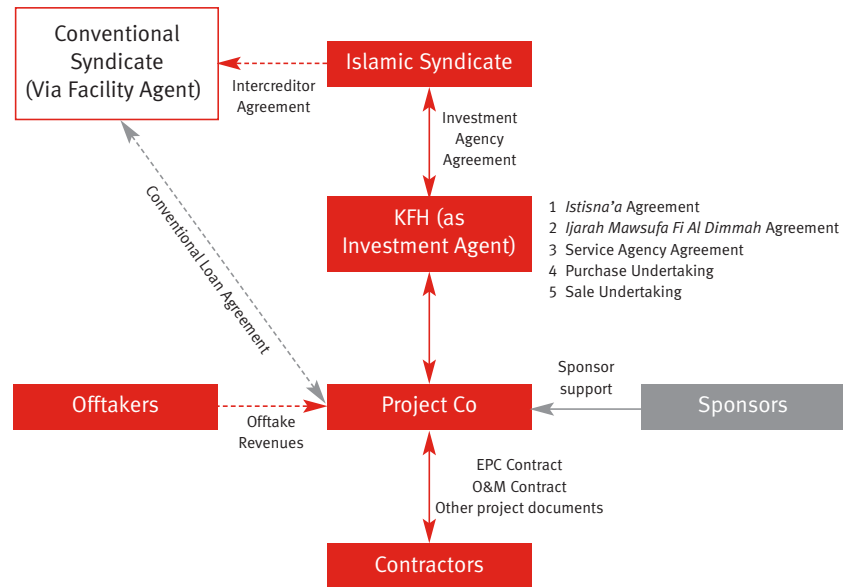 Conventional
Syndicate
(Via Facility Agent)
Intercreditor
Agreement
Islamic Syndicate
Investment
Agency
Agreement
KFH (as
Investment Agent)
1 Istisna’a Agreement
2 Ijarah Mawsufa Fi Al Dimmah Agreement
3 Service Agency Agreement
4 Purchase Undertaking
5 Sale Undertaking
Conventional Loan Agreement
Offtakers
Offtake
Revenues
Project Co
Sponsor
support
Sponsors
EPC Contract
O&M Contract
Other project documents
Contractors